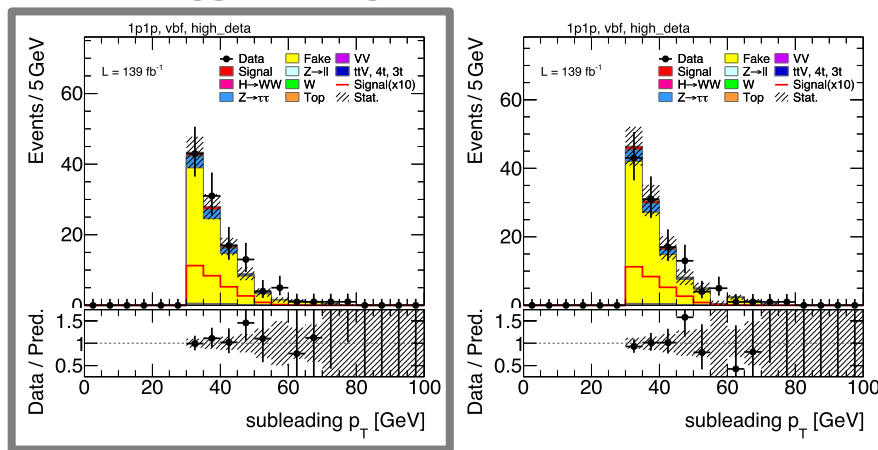 1p1p, vbf, high_deta
Events/ 5 GeV
L = 139 fb⁻¹
Data Fake VV
Signal Z→ll ttV, 4t, 3t
H→WW W Signal(x10)
Z→ττ Top Stat.
60
40
20
0
Data / Pred.
1.5
1
0.5
0 20 40 60 80 100
subleading p_T [GeV]
1p1p, vbf, high_deta
Events/ 5 GeV
L = 139 fb⁻¹
Data Fake VV
Signal Z→ll ttV, 4t, 3t
H→WW W Signal(x10)
Z→ττ Top Stat.
60
40
20
0
Data / Pred.
1.5
1
0.5
0 20 40 60 80 100
subleading p_T [GeV]